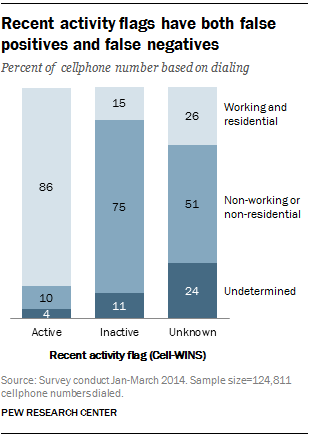 Recent activity flags have both false
positives and false negatives
Percent of cellphone number based on dialing
86
10
4
15
75
11
26
51
24
Working and
residential
Non-working or
non-residential
Undetermined
Active
Inactive
Unknown
Recent activity flag (Cell-WINS)
Source: Survey conduct Jan-March 2014. Sample size=124,811
cellphone numbers dialed.
PEW RESEARCH CENTER